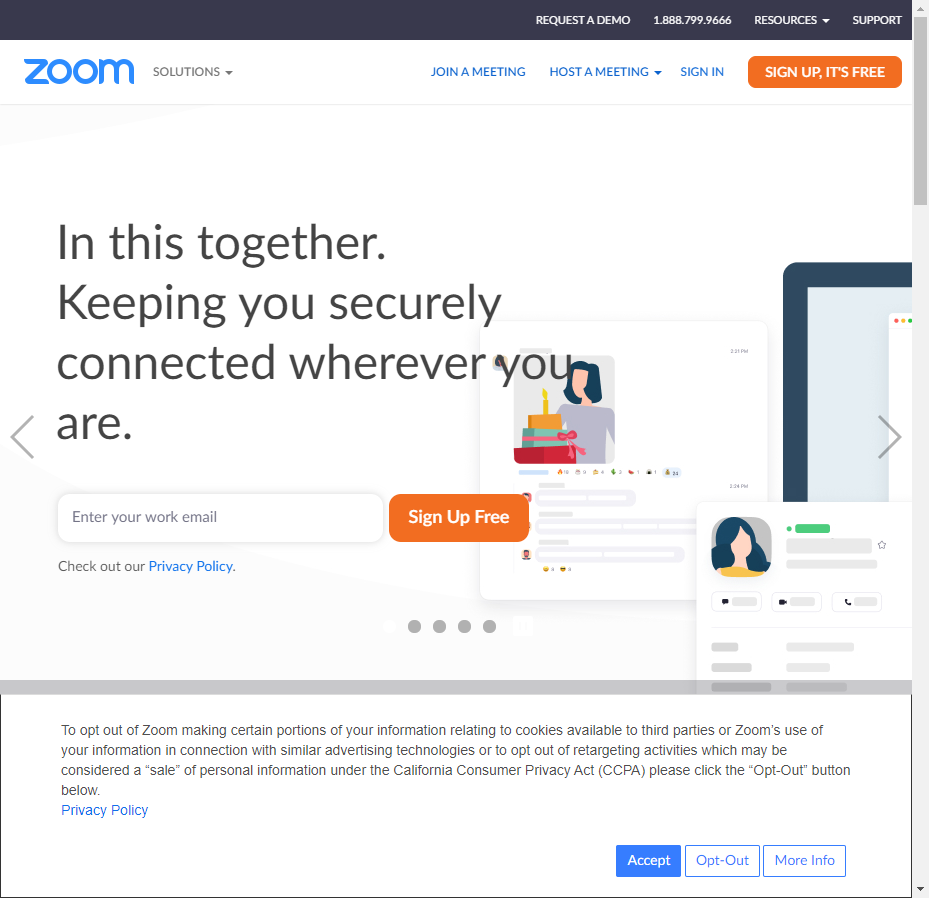 REQUEST A DEMO 1.888.799.9666 RESOURCES SUPPORT
zoom SOLUTIONS JOIN A MEETING HOST A MEETING SIGN IN SIGN UP, IT'S FREE
In this together.
Keeping you securely
connected wherever you
are.
2:21 PM
Enter your work email
Sign Up Free
Check out our Privacy Policy.
To opt out of Zoom making certain portions of your information relating to cookies available to third parties or Zoom’s use of
your information in connection with similar advertising technologies or to opt out of retargeting activities which may be
considered a “sale” of personal information under the California Consumer Privacy Act (CCPA) please click the “Opt-Out” button
below.
Privacy Policy
Accept Opt-Out More Info